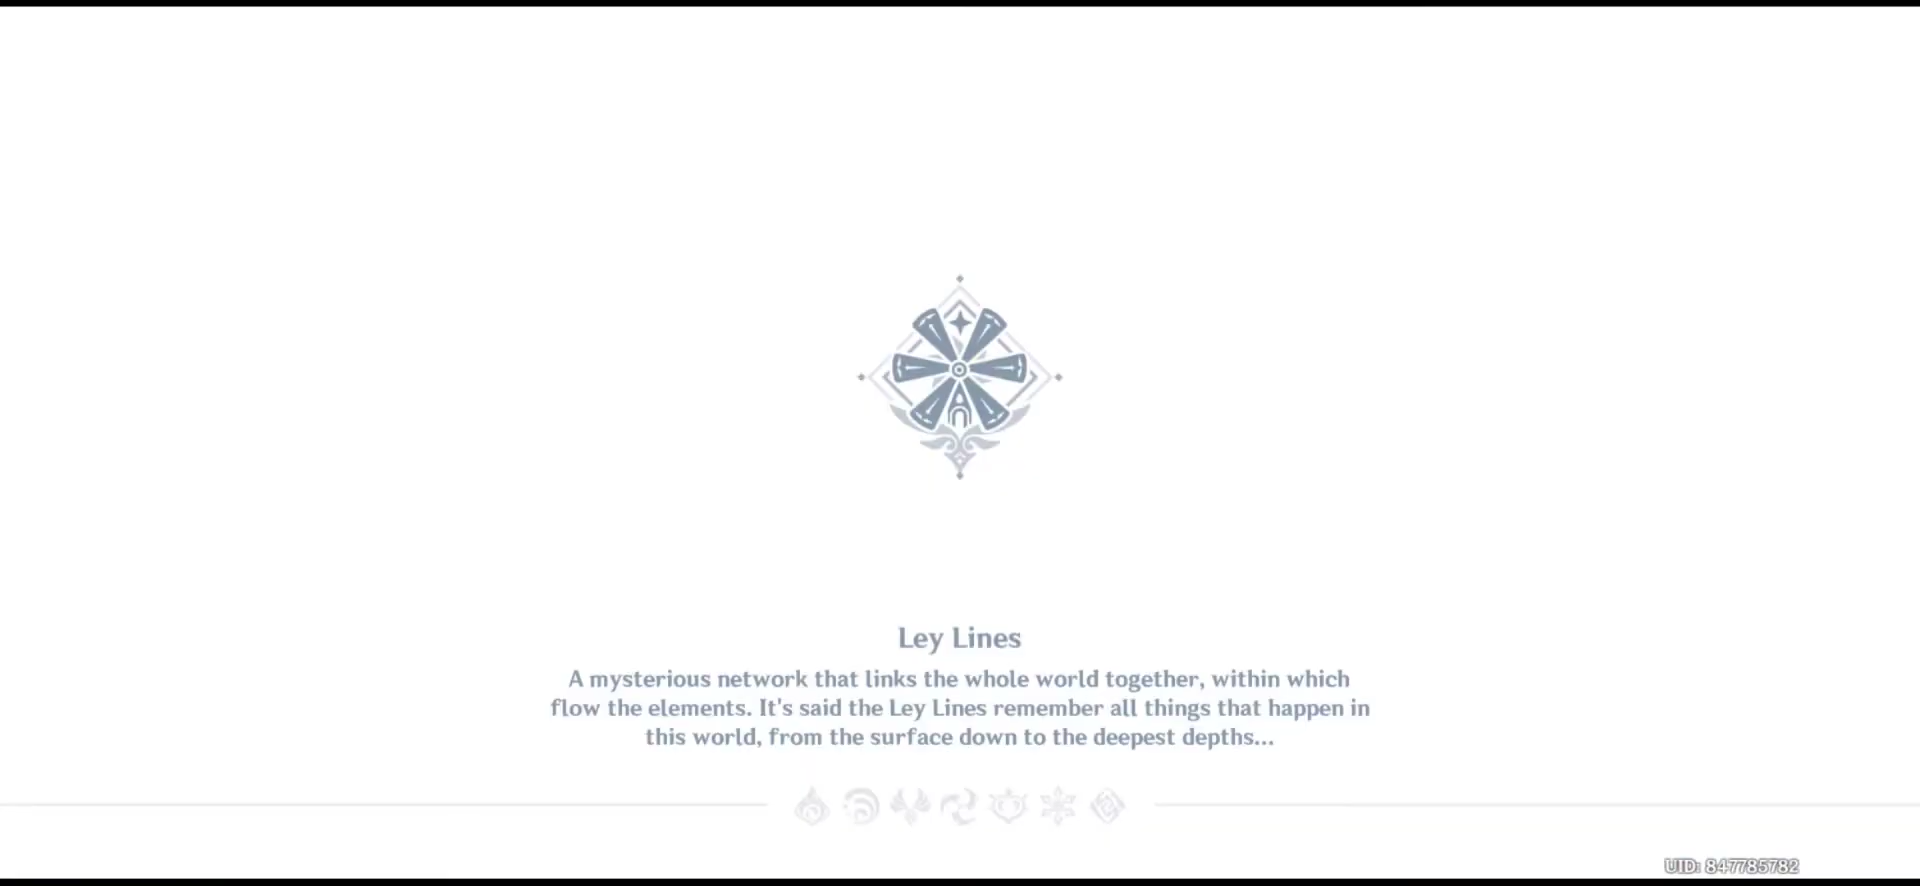 Ley Lines
A mysterious network that links the whole world together, within which
flow the elements. It's said the Ley Lines remember all things that happen in
this world, from the surface down to the deepest depths...
UID: 847785782